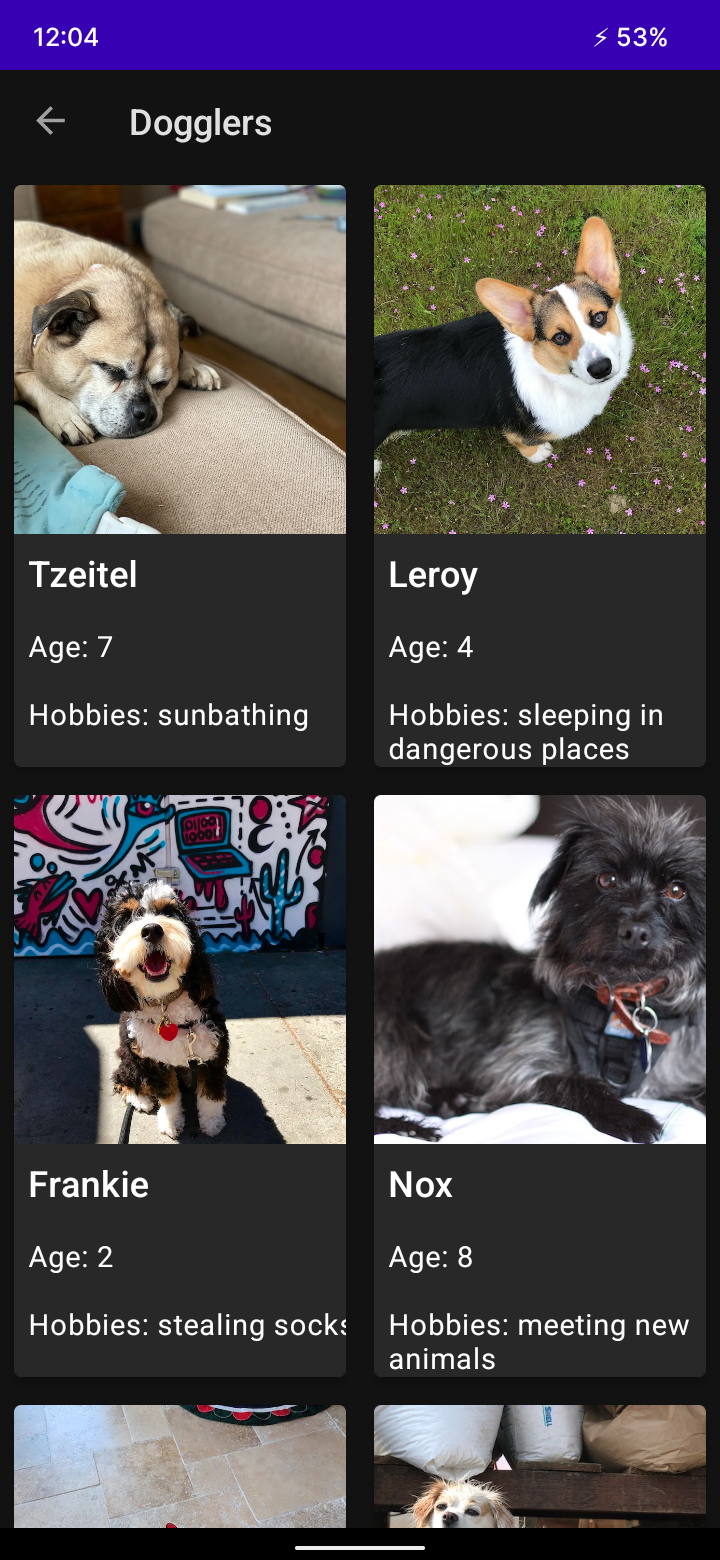 12:04
⚡ 53%
Dogglers
Tzeitel
Age: 7
Hobbies: sunbathing
Leroy
Age: 4
Hobbies: sleeping in
dangerous places
Frankie
Age: 2
Hobbies: stealing socks
Nox
Age: 8
Hobbies: meeting new
animals